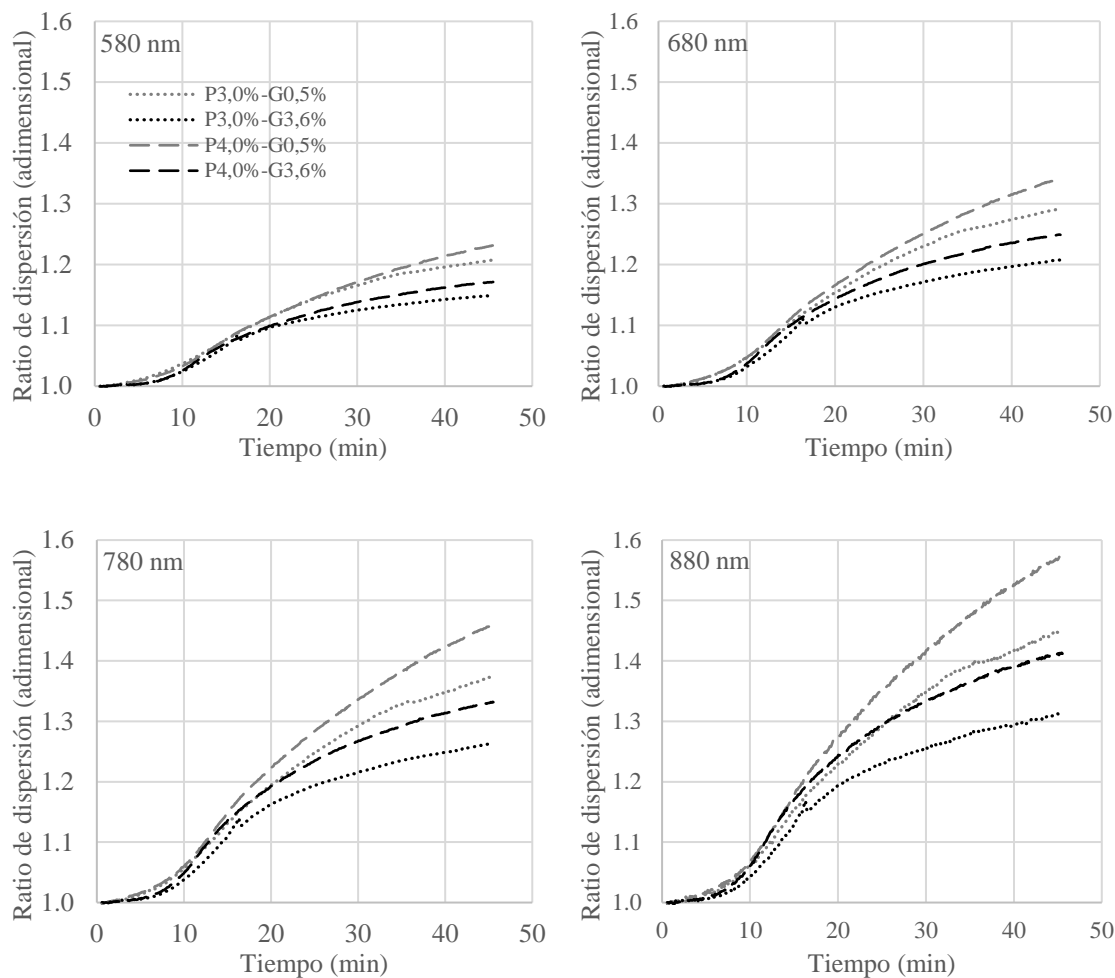 580 nm
P3,0%-G0,5%
P3,0%-G3,6%
P4,0%-G0,5%
P4,0%-G3,6%
1.6
1.5
1.4
1.3
1.2
1.1
1.0
0 10 20 30 40 50
Ratio de dispersión (adimensional)
Tiempo (min)
680 nm
1.6
1.5
1.4
1.3
1.2
1.1
1.0
0 10 20 30 40 50
Ratio de dispersión (adimensional)
Tiempo (min)
780 nm
1.6
1.5
1.4
1.3
1.2
1.1
1.0
0 10 20 30 40 50
Ratio de dispersión (adimensional)
Tiempo (min)
880 nm
1.6
1.5
1.4
1.3
1.2
1.1
1.0
0 10 20 30 40 50
Ratio de dispersión (adimensional)
Tiempo (min)